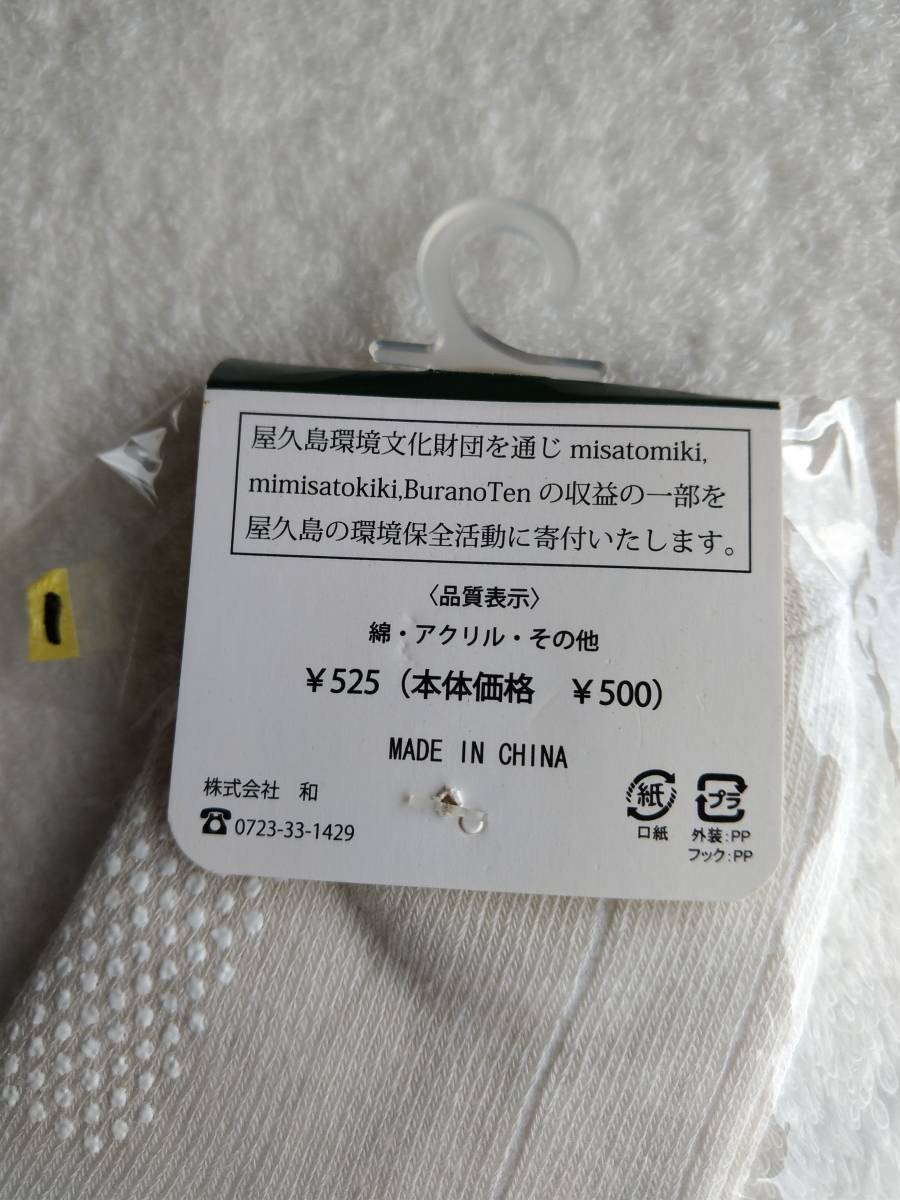 屋久島環境文化財団を通じ misatomiki,
mimisatokiki,BuranoTen の収益の一部を
屋久島の環境保全活動に寄付いたします。
〈品質表示〉
綿・アクリル・その他
￥525（本体価格　￥500）
MADE IN CHINA
株式会社　和
☎ 0723-33-1429
紙
口紙
プラ
外装:PP
フック:PP